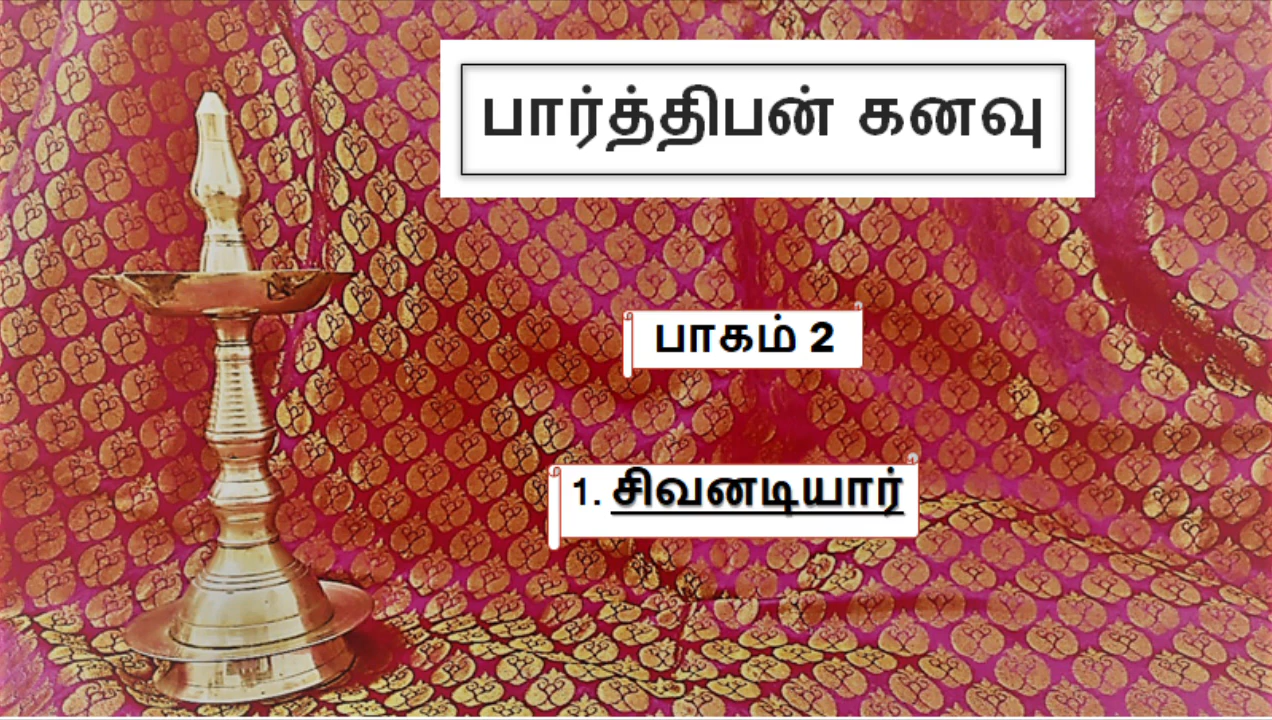 பார்த்திபன் கனவு
பாகம் 2
1. சிவனடியார்